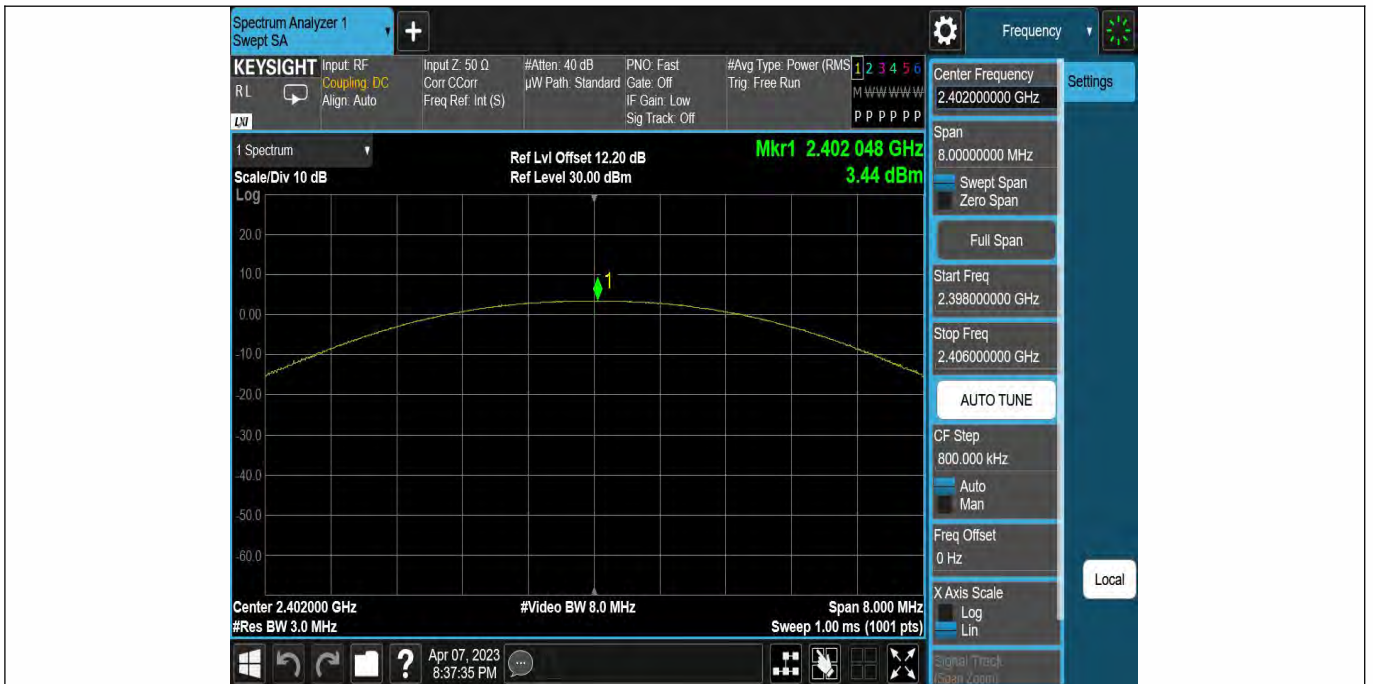 Spectrum Analyzer 1
Swept SA
+
Frequency
KEYSIGHT
RL
LXI
Input: RF
Coupling: DC
Align: Auto
Input Z: 50 Ω
Corr CCorr
Freq Ref: Int (S)
#Atten: 40 dB
µW Path: Standard
PNO: Fast
Gate: Off
IF Gain: Low
Sig Track: Off
#Avg Type: Power (RMS
Trig: Free Run
1 2 3 4 5 6
M W W W W W
P P P P P P
1 Spectrum
Scale/Div 10 dB
Ref Lvl Offset 12.20 dB
Ref Level 30.00 dBm
Mkr1 2.402 048 GHz
3.44 dBm
Log
20.0
10.0
0.00
-10.0
-20.0
-30.0
-40.0
-50.0
-60.0
1
Center 2.402000 GHz
#Res BW 3.0 MHz
#Video BW 8.0 MHz
Span 8.000 MHz
Sweep 1.00 ms (1001 pts)
Apr 07, 2023
8:37:35 PM
Center Frequency
2.402000000 GHz
Settings
Span
8.00000000 MHz
Swept Span
Zero Span
Full Span
Start Freq
2.398000000 GHz
Stop Freq
2.406000000 GHz
AUTO TUNE
CF Step
800.000 kHz
Auto
Man
Freq Offset
0 Hz
X Axis Scale
Log
Lin
Local
Signal Track
(Span Zoom)